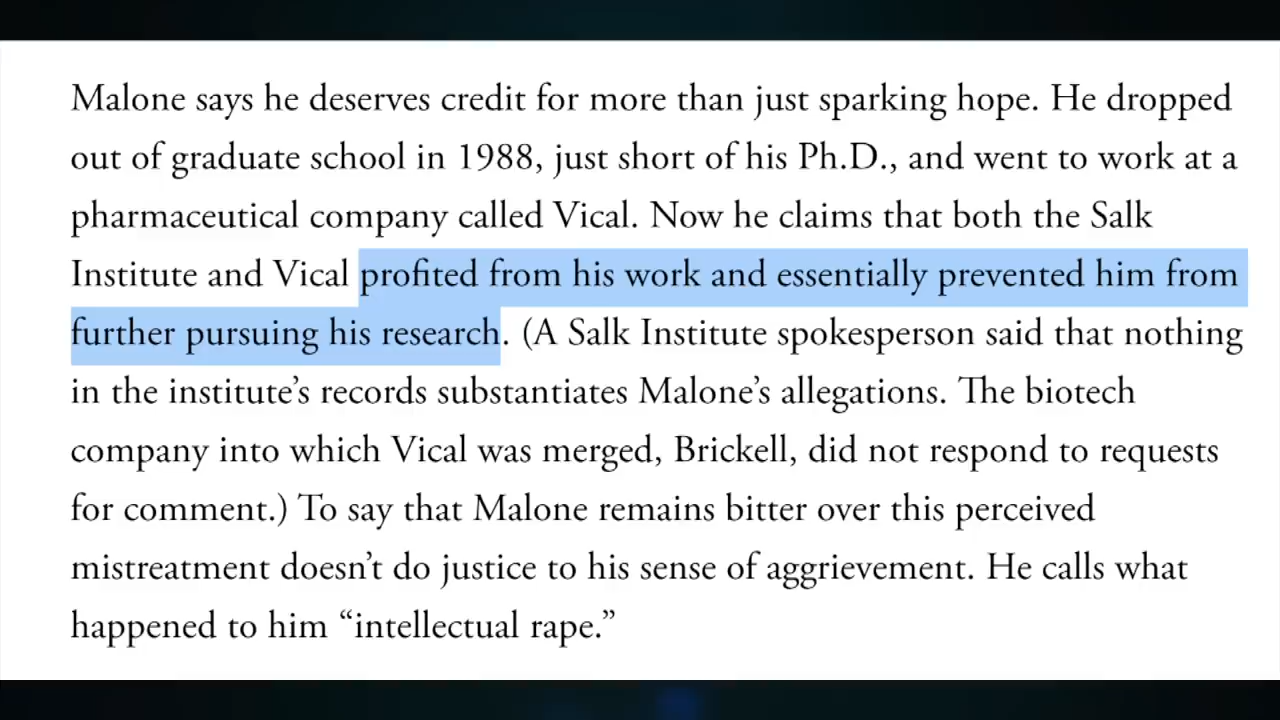 Malone says he deserves credit for more than just sparking hope. He dropped
out of graduate school in 1988, just short of his Ph.D., and went to work at a
pharmaceutical company called Vical. Now he claims that both the Salk
Institute and Vical profited from his work and essentially prevented him from
further pursuing his research. (A Salk Institute spokesperson said that nothing
in the institute’s records substantiates Malone’s allegations. The biotech
company into which Vical was merged, Brickell, did not respond to requests
for comment.) To say that Malone remains bitter over this perceived
mistreatment doesn’t do justice to his sense of aggrievement. He calls what
happened to him “intellectual rape.”